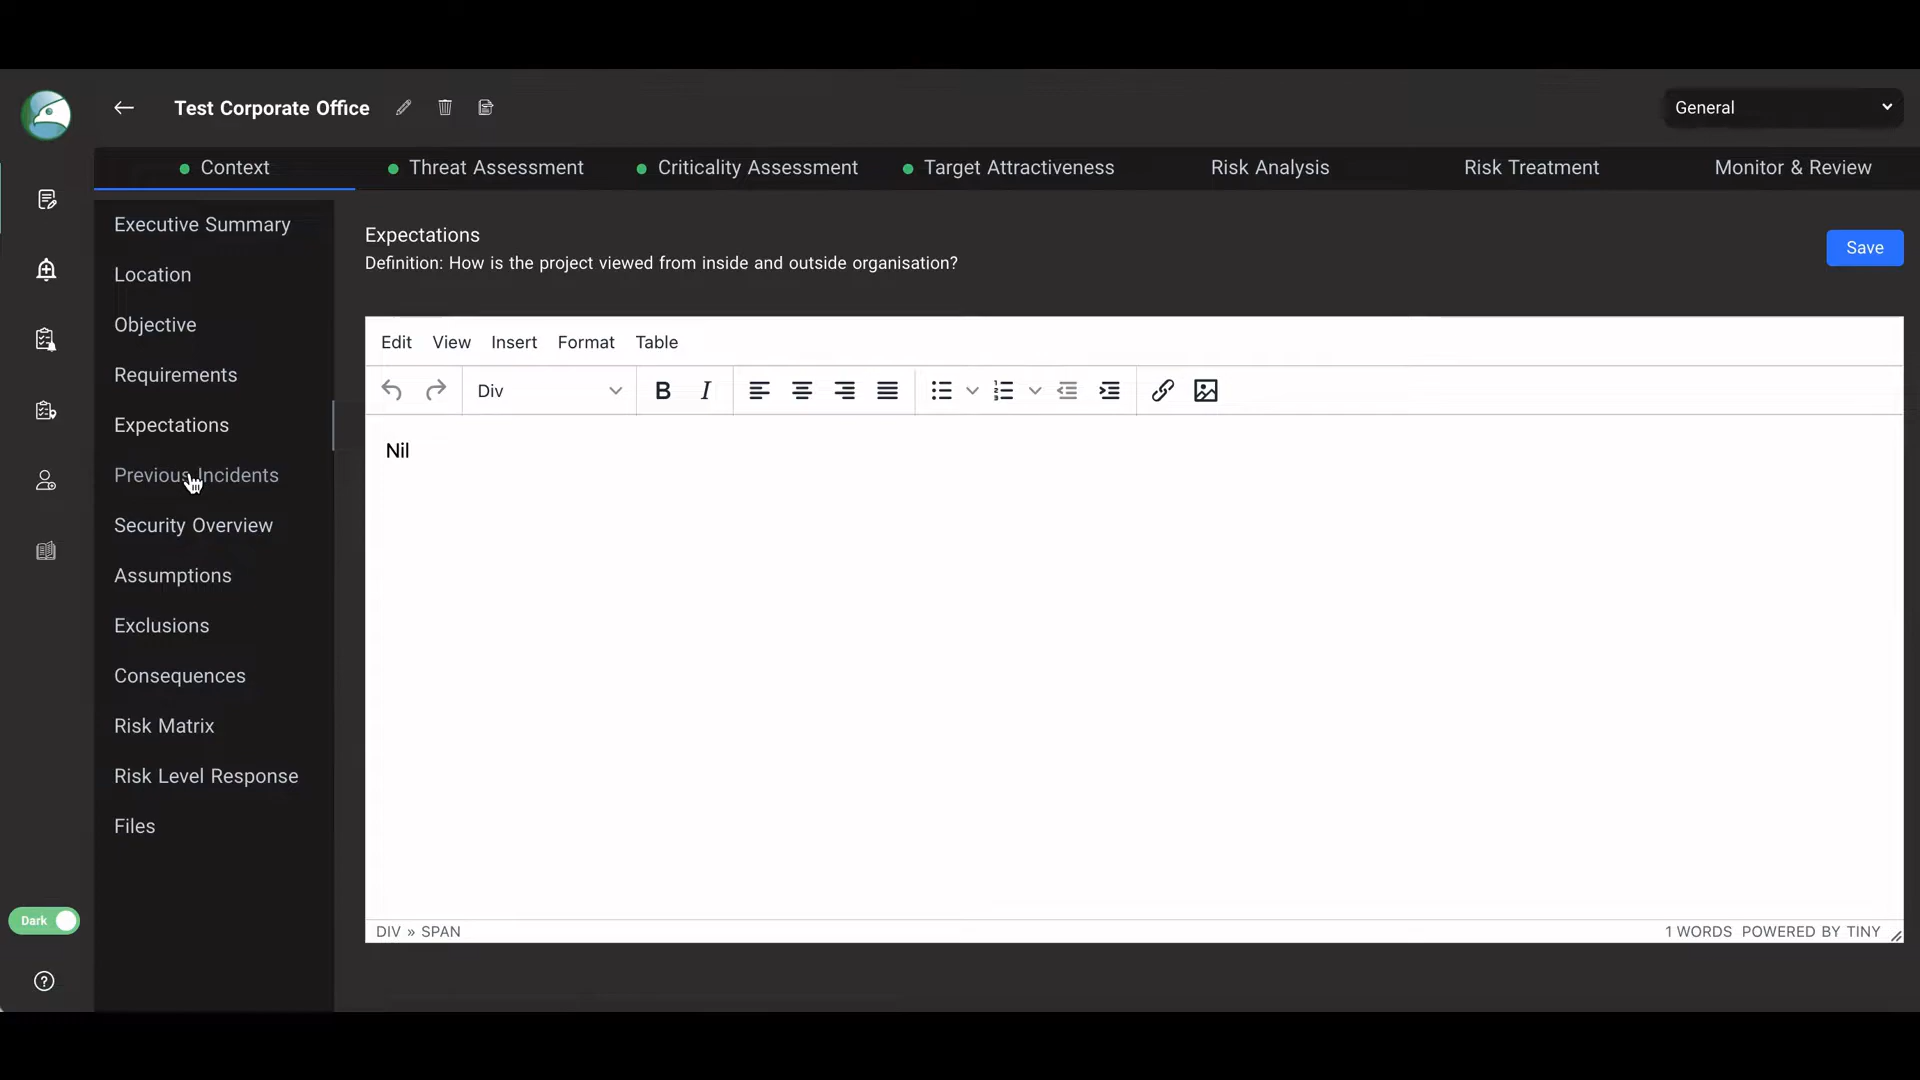 Test Corporate Office
General
Context
Threat Assessment
Criticality Assessment
Target Attractiveness
Risk Analysis
Risk Treatment
Monitor & Review
Executive Summary
Location
Objective
Requirements
Expectations
Previous Incidents
Security Overview
Assumptions
Exclusions
Consequences
Risk Matrix
Risk Level Response
Files
Dark
Expectations
Definition: How is the project viewed from inside and outside organisation?
Save
Edit View Insert Format Table
Div
Nil
DIV » SPAN
1 WORDS POWERED BY TINY